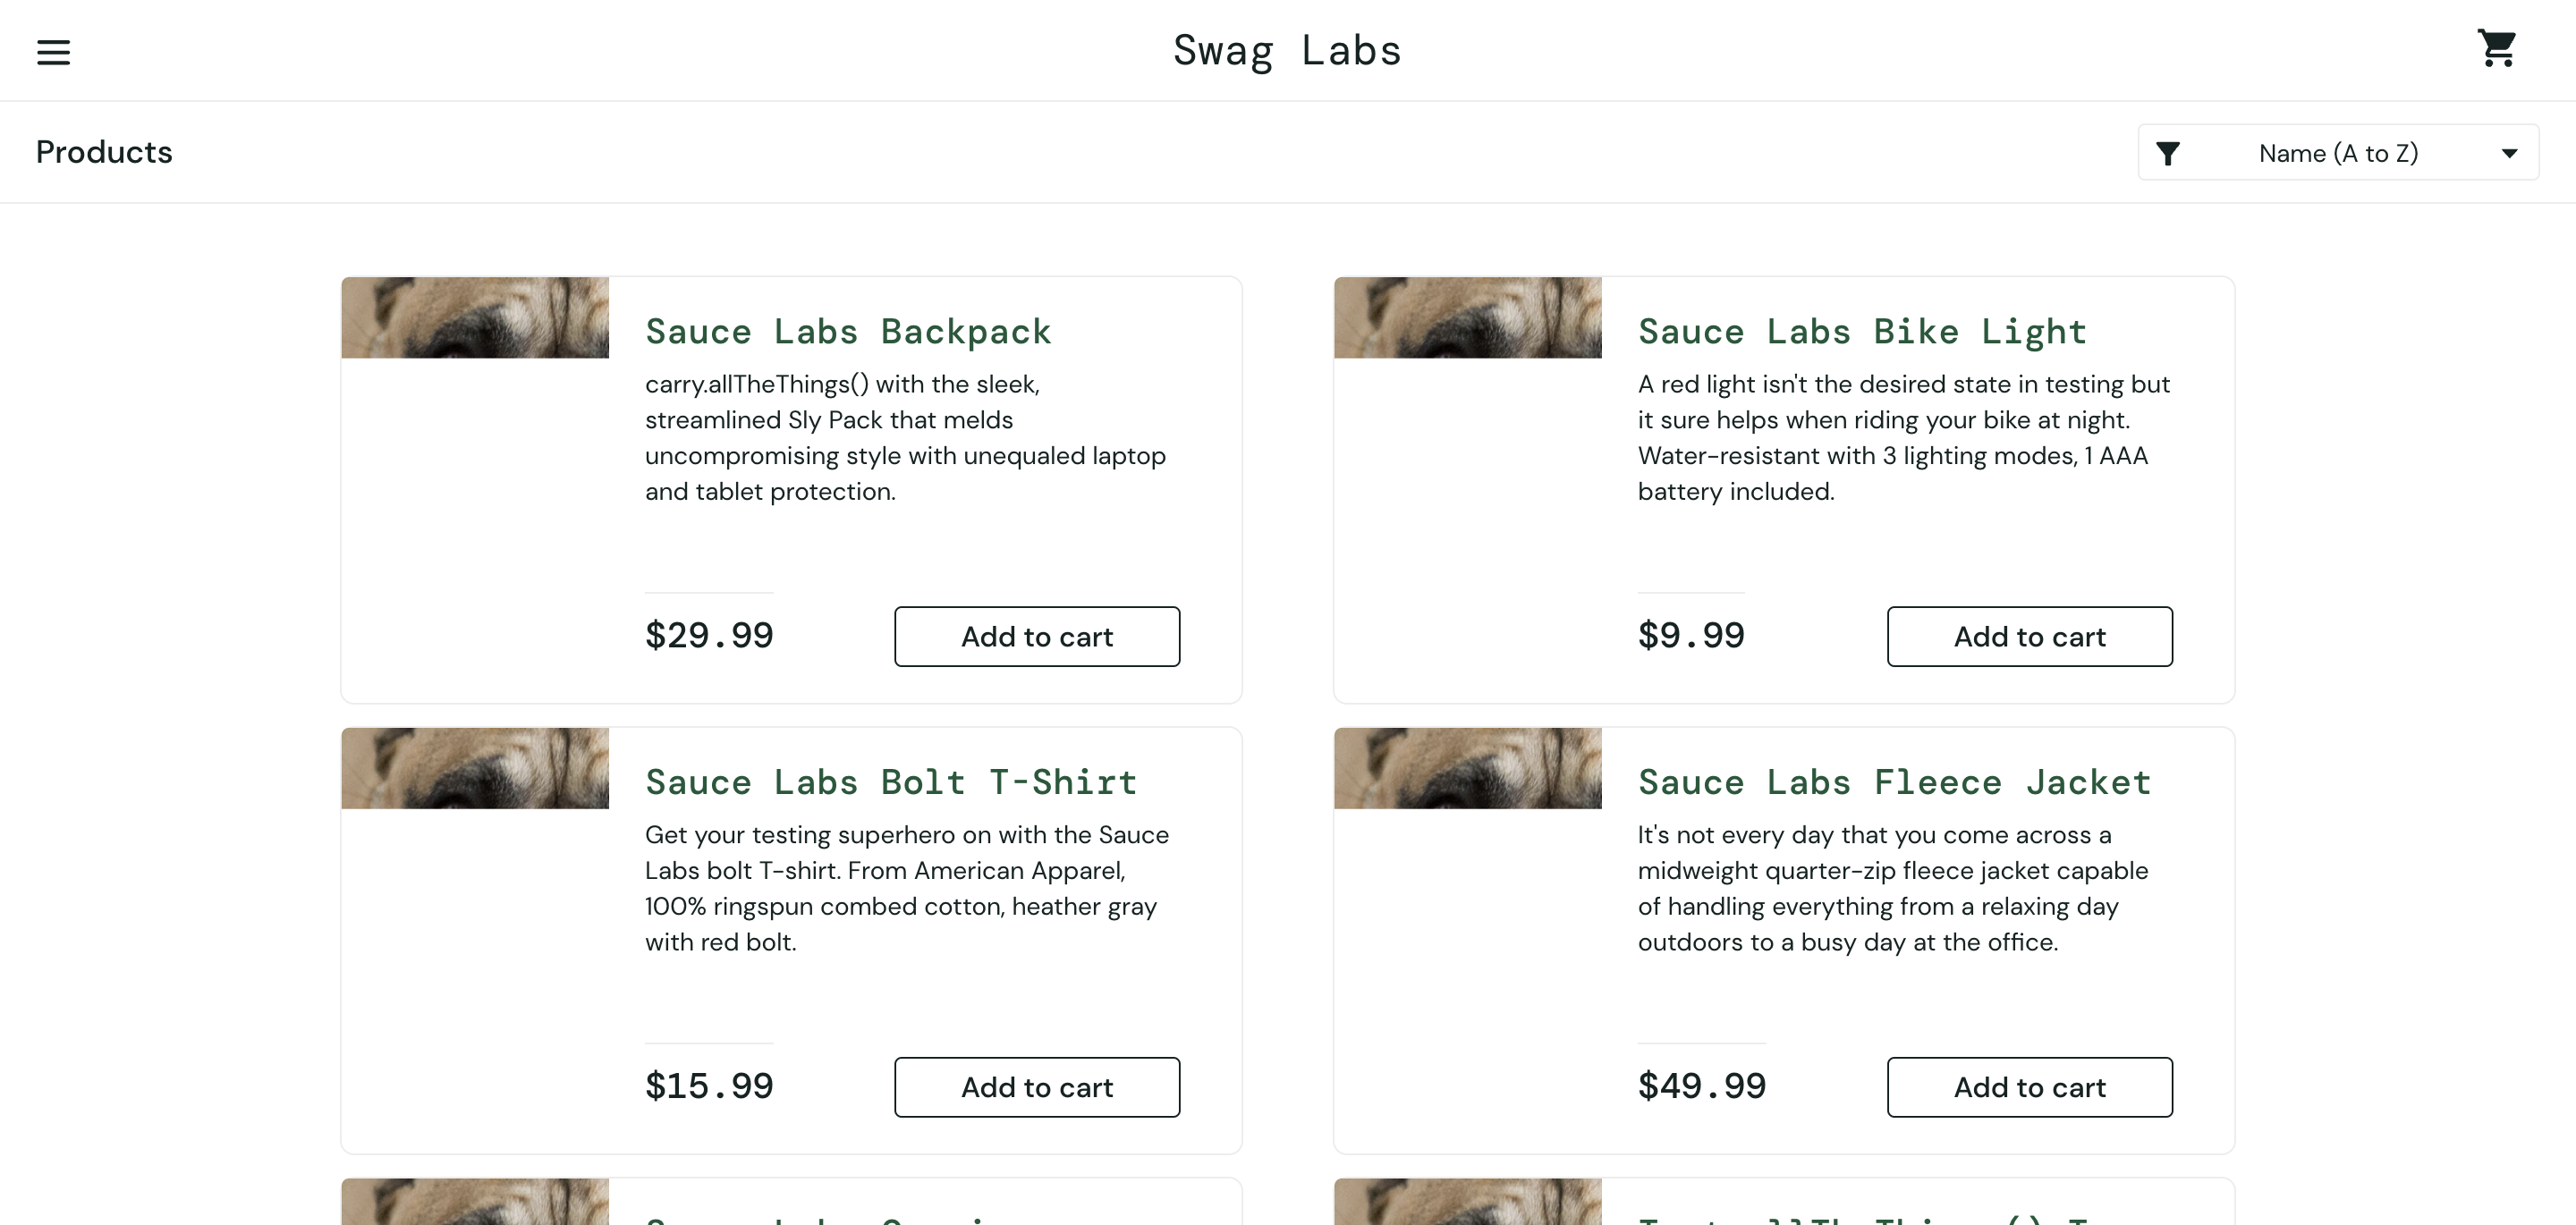 Swag Labs
Products
Name (A to Z)
Sauce Labs Backpack
carry.allTheThings() with the sleek,
streamlined Sly Pack that melds
uncompromising style with unequaled laptop
and tablet protection.
$29.99
Add to cart
Sauce Labs Bike Light
A red light isn't the desired state in testing but
it sure helps when riding your bike at night.
Water-resistant with 3 lighting modes, 1 AAA
battery included.
$9.99
Add to cart
Sauce Labs Bolt T-Shirt
Get your testing superhero on with the Sauce
Labs bolt T-shirt. From American Apparel,
100% ringspun combed cotton, heather gray
with red bolt.
$15.99
Add to cart
Sauce Labs Fleece Jacket
It's not every day that you come across a
midweight quarter-zip fleece jacket capable
of handling everything from a relaxing day
outdoors to a busy day at the office.
$49.99
Add to cart